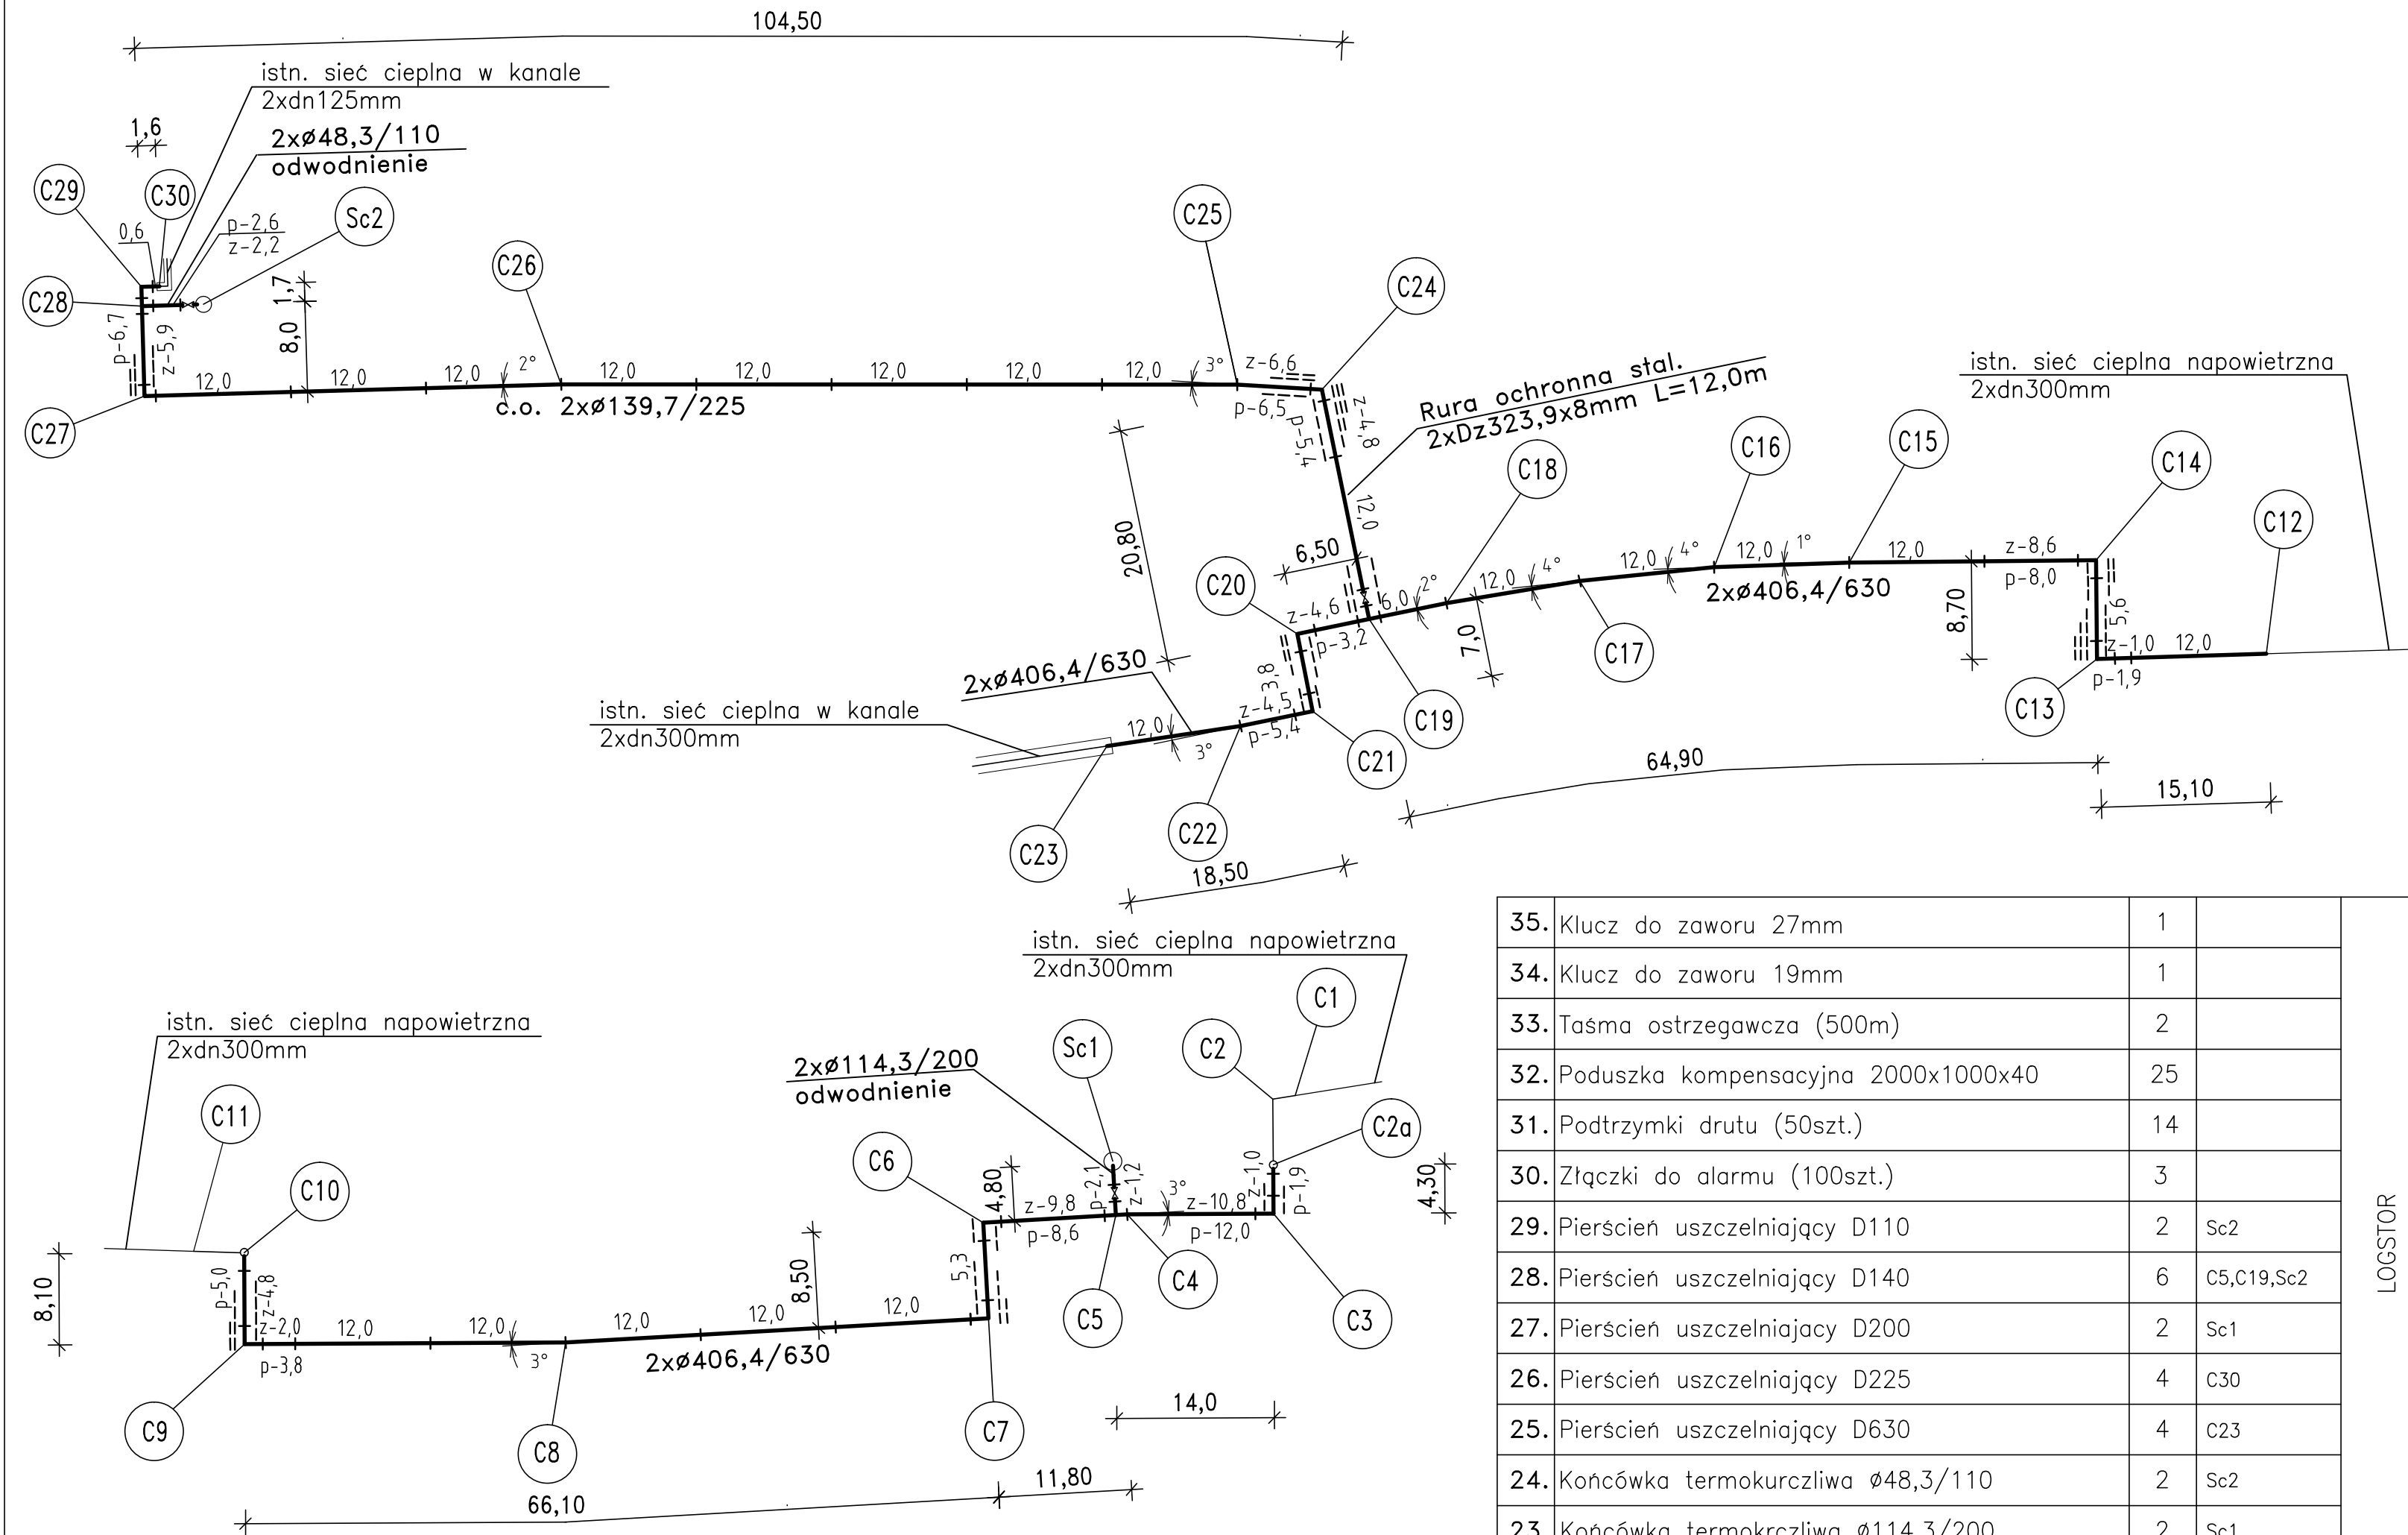 104,50
istn. sieć cieplna w kanale
2xdn125mm
1,6
2xø48,3/110
odwodnienie
C29
C30
Sc2
0,6
p-2,6
z-2,2
C28
1,7
8,0
p-6,7
z-5,9
C27
12,0
12,0
12,0
2°
C26
12,0
12,0
12,0
12,0
12,0
3°
c.o. 2xø139,7/225
C25
z-6,6
p-6,5
C24
p-5,4
z-4,8
Rura ochronna stal.
2xDz323,9x8mm L=12,0m
12,0
20,80
6,50
istn. sieć cieplna napowietrzna
2xdn300mm
C20
z-4,6
p-3,2
6,0
2°
C18
12,0
4°
7,0
C17
12,0
4°
C16
12,0
1°
C15
12,0
2xø406,4/630
z-8,6
p-8,0
C14
C12
8,70
5,6
z-1,0
12,0
p-1,9
C13
C19
3,8
2xø406,4/630
istn. sieć cieplna w kanale
2xdn300mm
12,0
3°
z-4,5
p-5,4
C21
C22
C23
18,50
64,90
15,10
istn. sieć cieplna napowietrzna
2xdn300mm
C1
C2
C2a
Sc1
2xø114,3/200
odwodnienie
istn. sieć cieplna napowietrzna
2xdn300mm
C11
C10
8,10
p-5,0
z-4,8
z-2,0
p-3,8
12,0
12,0
3°
C9
C8
12,0
12,0
12,0
2xø406,4/630
8,50
5,3
C6
C7
4,80
z-9,8
p-8,6
p-2,1
z-1,2
C5
C4
3°
z-10,8
p-12,0
z-1,0
p-1,9
4,30
C3
14,0
11,80
66,10
35. Klucz do zaworu 27mm 1
34. Klucz do zaworu 19mm 1
33. Taśma ostrzegawcza (500m) 2
32. Poduszka kompensacyjna 2000x1000x40 25
31. Podtrzymki drutu (50szt.) 14
30. Złączki do alarmu (100szt.) 3
29. Pierścień uszczelniający D110 2 Sc2
28. Pierścień uszczelniający D140 6 C5,C19,Sc2
27. Pierścień uszczelniajacy D200 2 Sc1
26. Pierścień uszczelniający D225 4 C30
25. Pierścień uszczelniający D630 4 C23
24. Końcówka termokurczliwa ø48,3/110 2 Sc2
23. Końcówka termokrczliwa ø114,3/200 2 Sc1
LOGSTOR